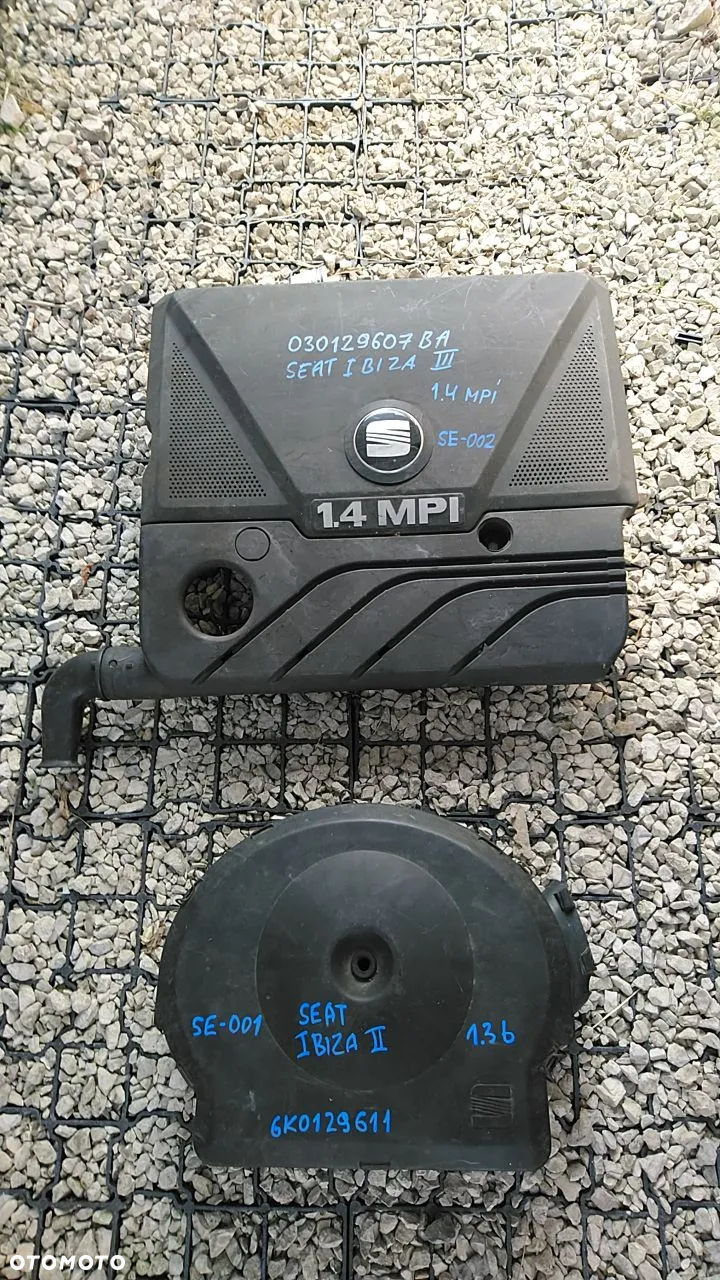 030129607 BA
SEAT IBIZA III
1.4 MPi
SE-002
1.4 MPI
SE-001
SEAT
IBIZA II
1.3b
6K0129611
OTOMOTO